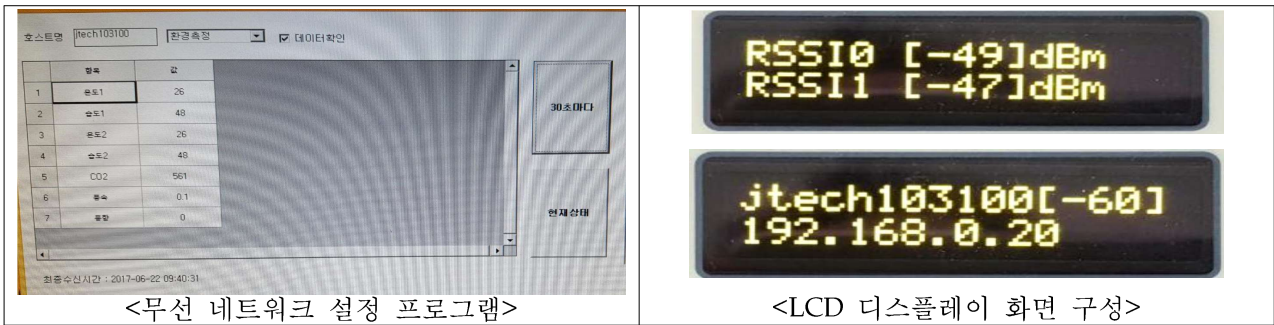 호스트명 jtech103100 환경측정 데이터확인
항목 값
1 온도1 26
2 습도1 48
3 온도2 26
4 습도2 48
5 CO2 561
6 풍속 0.1
7 풍향 0
30초마다
현재상태
최종수신시간 : 2017-06-22 09:40:31
<무선 네트워크 설정 프로그램>
RSSI0 [-49]dBm
RSSI1 [-47]dBm
jtech103100[-60]
192.168.0.20
<LCD 디스플레이 화면 구성>